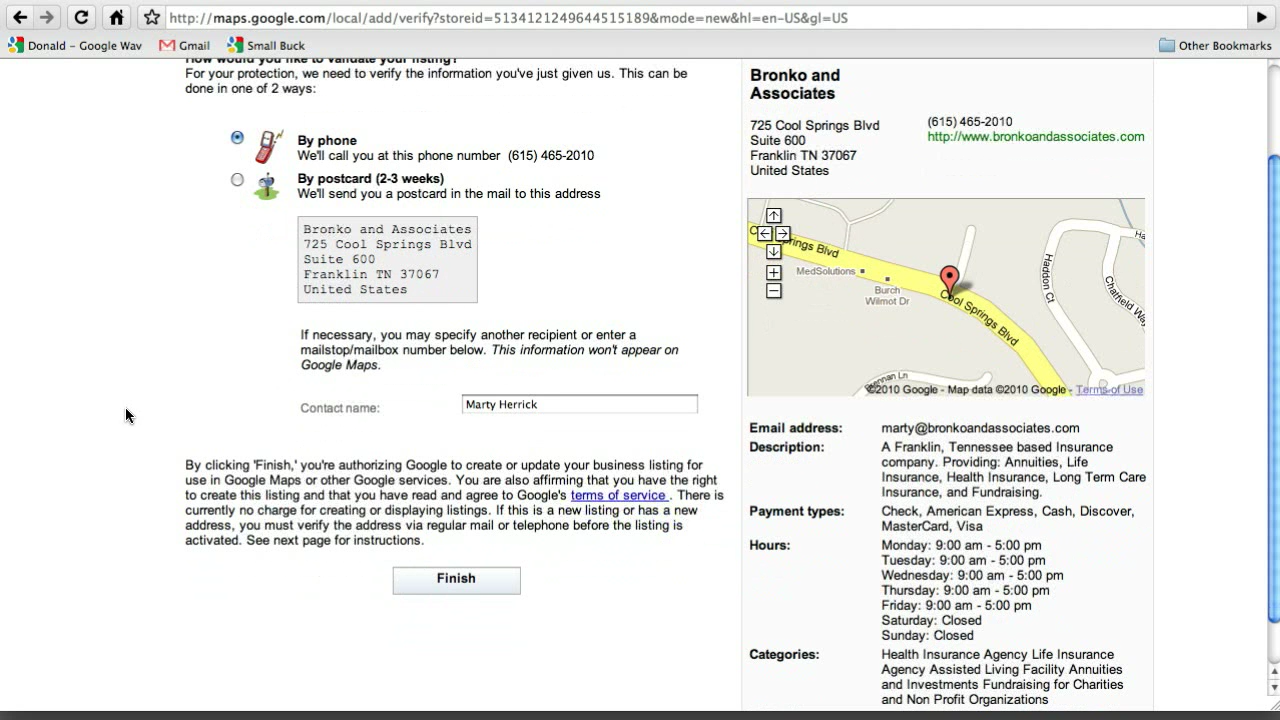 http://maps.google.com/local/add/verify?storeid=5134121249644515189&mode=new&hl=en-US&gl=US
Donald - Google Wav
Gmail
Small Buck
Other Bookmarks
How would you like to validate your listing?
For your protection, we need to verify the information you've just given us. This can be
done in one of 2 ways:
By phone
We'll call you at this phone number (615) 465-2010
By postcard (2-3 weeks)
We'll send you a postcard in the mail to this address
Bronko and Associates
725 Cool Springs Blvd
Suite 600
Franklin TN 37067
United States
If necessary, you may specify another recipient or enter a
mailstop/mailbox number below. This information won't appear on
Google Maps.
Contact name:
Marty Herrick
By clicking 'Finish,' you're authorizing Google to create or update your business listing for
use in Google Maps or other Google services. You are also affirming that you have the right
to create this listing and that you have read and agree to Google's terms of service . There is
currently no charge for creating or displaying listings. If this is a new listing or has a new
address, you must verify the address via regular mail or telephone before the listing is
activated. See next page for instructions.
Finish
Bronko and
Associates
725 Cool Springs Blvd
Suite 600
Franklin TN 37067
United States
(615) 465-2010
http://www.bronkoandassociates.com
Springs Blvd
MedSolutions
Burch
Wilmot Dr
Cool Springs Blvd
Haddon Ct
Ha
©2010 Google - Map data ©2010 Google - Terms of Use
Email address: marty@bronkoandassociates.com
Description: A Franklin, Tennessee based Insurance
company. Providing: Annuities, Life
Insurance, Health Insurance, Long Term Care
Insurance, and Fundraising.
Payment types: Check, American Express, Cash, Discover,
MasterCard, Visa
Hours: Monday: 9:00 am - 5:00 pm
Tuesday: 9:00 am - 5:00 pm
Wednesday: 9:00 am - 5:00 pm
Thursday: 9:00 am - 5:00 pm
Friday: 9:00 am - 5:00 pm
Saturday: Closed
Sunday: Closed
Categories: Health Insurance Agency Life Insurance
Agency Assisted Living Facility Annuities
and Investments Fundraising for Charities
and Non Profit Organizations